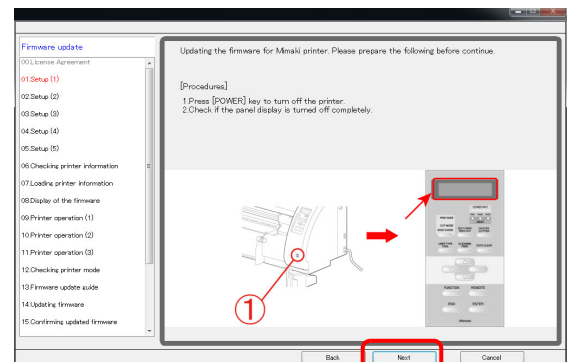 Firmware update
00.License Agreement
01.Setup (1)
02.Setup (2)
03.Setup (3)
04.Setup (4)
05.Setup (5)
06.Checking printer information
07.Loading printer information
08.Display of the firmware
09.Printer operation (1)
10.Printer operation (2)
11.Printer operation (3)
12.Checking printer mode
13.Firmware update guide
14.Updating firmware
15.Confirming updated firmware
Updating the firmware for Mimaki printer. Please prepare the following before continue.
[Procedures]
1.Press [POWER] key to turn off the printer.
2.Check if the panel display is turned off completely.
①
FUNCTION
REMOTE
END
ENTER
Back
Next
Cancel